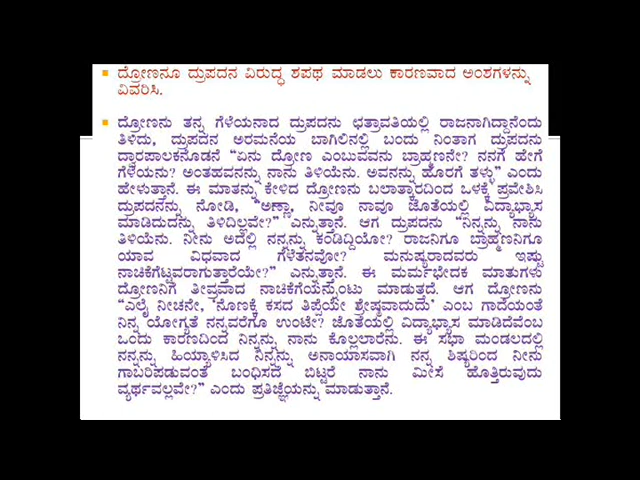 ದ್ರೋಣನೂ ದ್ರುಪದನ ವಿರುದ್ಧ ಶಪಥ ಮಾಡಲು ಕಾರಣವಾದ ಅಂಶಗಳನ್ನು
ವಿವರಿಸಿ.
ದ್ರೋಣನು ತನ್ನ ಗೆಳೆಯನಾದ ದ್ರುಪದನು ಛತ್ರಾವತಿಯಲ್ಲಿ ರಾಜನಾಗಿದ್ದಾನೆಂದು
ತಿಳಿದು, ದ್ರುಪದನ ಅರಮನೆಯ ಬಾಗಿಲಿನಲ್ಲಿ ಬಂದು ನಿಂತಾಗ ದ್ರುಪದನು
ದ್ವಾರಪಾಲಕನೊಡನೆ “ಏನು ದ್ರೋಣ ಎಂಬುವವನು ಬ್ರಾಹ್ಮಣನೇ? ನನಗೆ ಹೇಗೆ
ಗೆಳೆಯನು? ಅಂತಹವನನ್ನು ನಾನು ತಿಳಿಯೆನು. ಅವನನ್ನು ಹೊರಗೆ ತಳ್ಳು” ಎಂದು
ಹೇಳುತ್ತಾನೆ. ಈ ಮಾತನ್ನು ಕೇಳಿದ ದ್ರೋಣನು ಬಲಾತ್ಕಾರದಿಂದ ಒಳಕ್ಕೆ ಪ್ರವೇಶಿಸಿ
ದ್ರುಪದನನ್ನು ನೋಡಿ, “ಅಣ್ಣಾ, ನೀವೂ ನಾವೂ ಜೊತೆಯಲ್ಲಿ ವಿದ್ಯಾಭ್ಯಾಸ
ಮಾಡಿದುದನ್ನು ತಿಳಿದಿಲ್ಲವೇ?” ಎನ್ನುತ್ತಾನೆ. ಆಗ ದ್ರುಪದನು “ನಿನ್ನನ್ನು ನಾನು
ತಿಳಿಯೆನು. ನೀನು ಅದೆಲ್ಲಿ ನನ್ನನ್ನು ಕಂಡಿದ್ದಿಯೋ? ರಾಜನಿಗೂ ಬ್ರಾಹ್ಮಣನಿಗೂ
ಯಾವ ವಿಧವಾದ ಗೆಳೆತನವೋ? ಮನುಷ್ಯರಾದವರು ಇಷ್ಟು
ನಾಚಿಕೆಗೆಟ್ಟವರಾಗುತ್ತಾರೆಯೇ?” ಎನ್ನುತ್ತಾನೆ. ಈ ಮರ್ಮಭೇದಕ ಮಾತುಗಳು
ದ್ರೋಣನಿಗೆ ತೀವ್ರವಾದ ನಾಚಿಕೆಗೆಯನ್ನುಂಟು ಮಾಡುತ್ತದೆ. ಆಗ ದ್ರೋಣನು
“ಎಲೈ ನೀಚನೇ, ‘ನೊಣಕ್ಕೆ ಕಸದ ತಿಪ್ಪೆಯೇ ಶ್ರೇಷ್ಠವಾದುದು’ ಎಂಬ ಗಾದೆಯಂತೆ
ನಿನ್ನ ಯೋಗ್ಯತೆ ನನ್ನವರೆಗೂ ಉಂಟೇ? ಜೊತೆಯಲ್ಲಿ ವಿದ್ಯಾಭ್ಯಾಸ ಮಾಡಿದೆವೆಂಬ
ಒಂದು ಕಾರಣದಿಂದ ನಿನ್ನನ್ನು ನಾನು ಕೊಲ್ಲಲಾರೆನು. ಈ ಸಭಾ ಮಂಡಲದಲ್ಲಿ
ನನ್ನನ್ನು ಹಿಯ್ಯಾಳಿಸಿದ ನಿನ್ನನ್ನು ಅನಾಯಾಸವಾಗಿ ನನ್ನ ಶಿಷ್ಯರಿಂದ ನೀನು
ಗಾಬರಿಪಡುವಂತೆ ಬಂಧಿಸದೆ ಬಿಟ್ಟರೆ ನಾನು ಮೀಸೆ ಹೊತ್ತಿರುವುದು
ವ್ಯರ್ಥವಲ್ಲವೇ?” ಎಂದು ಪ್ರತಿಜ್ಞೆಯನ್ನು ಮಾಡುತ್ತಾನೆ.